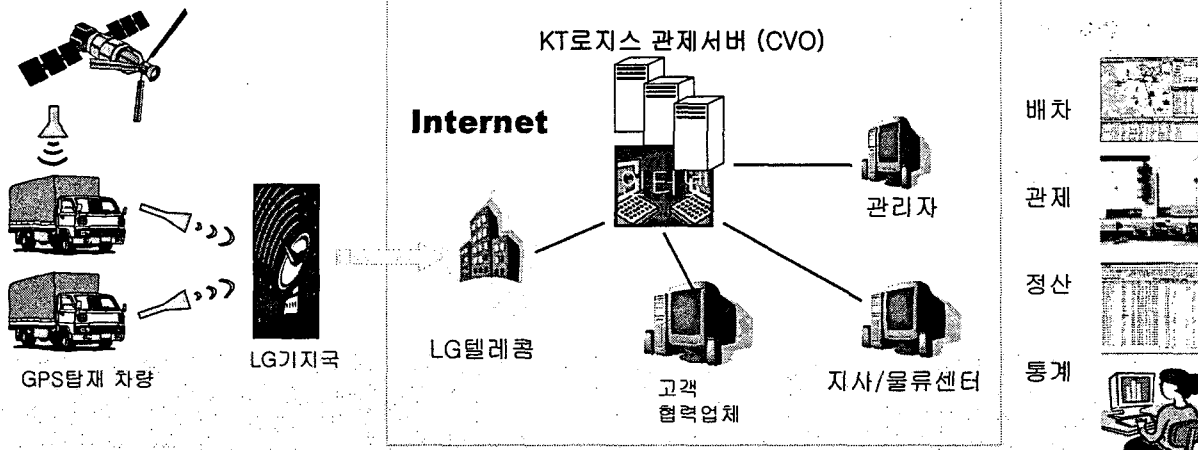 KT로지스 관제서버 (CVO)
Internet
배차
관제
관리자
정산
LG텔레콤
LG기지국
GPS탑재 차량
고객
협력업체
지사/물류센터
통계